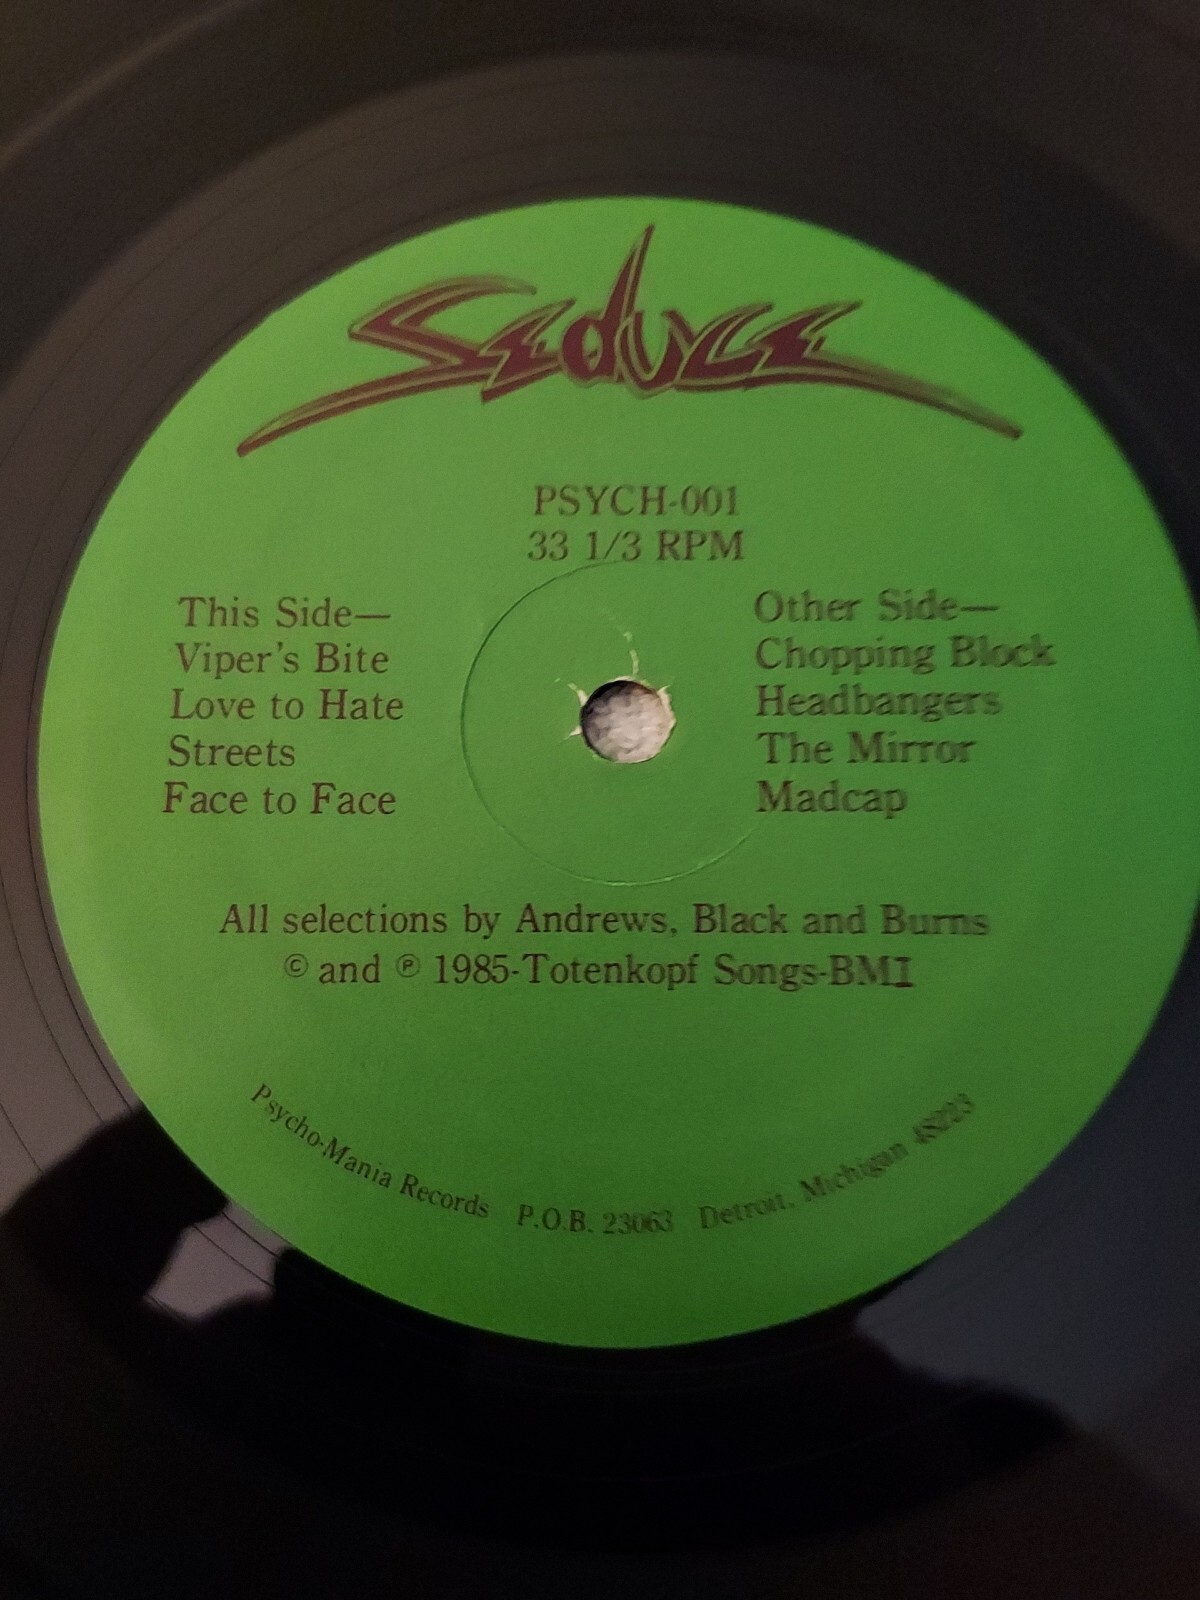 Seduce
PSYCH-001
33 1/3 RPM
This Side—
Viper's Bite
Love to Hate
Streets
Face to Face
Other Side—
Chopping Block
Headbangers
The Mirror
Madcap
All selections by Andrews, Black and Burns
© and ℗ 1985-Totenkopf Songs-BMI
Psycho-Mania Records P.O.B. 23063 Detroit, Michigan 48223